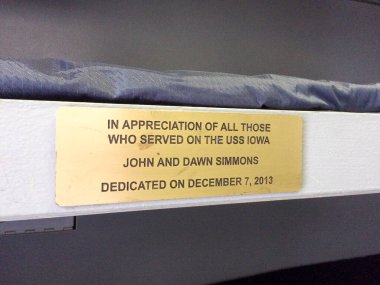 IN APPRECIATION OF ALL THOSE
WHO SERVED ON THE USS IOWA
JOHN AND DAWN SIMMONS
DEDICATED ON DECEMBER 7, 2013